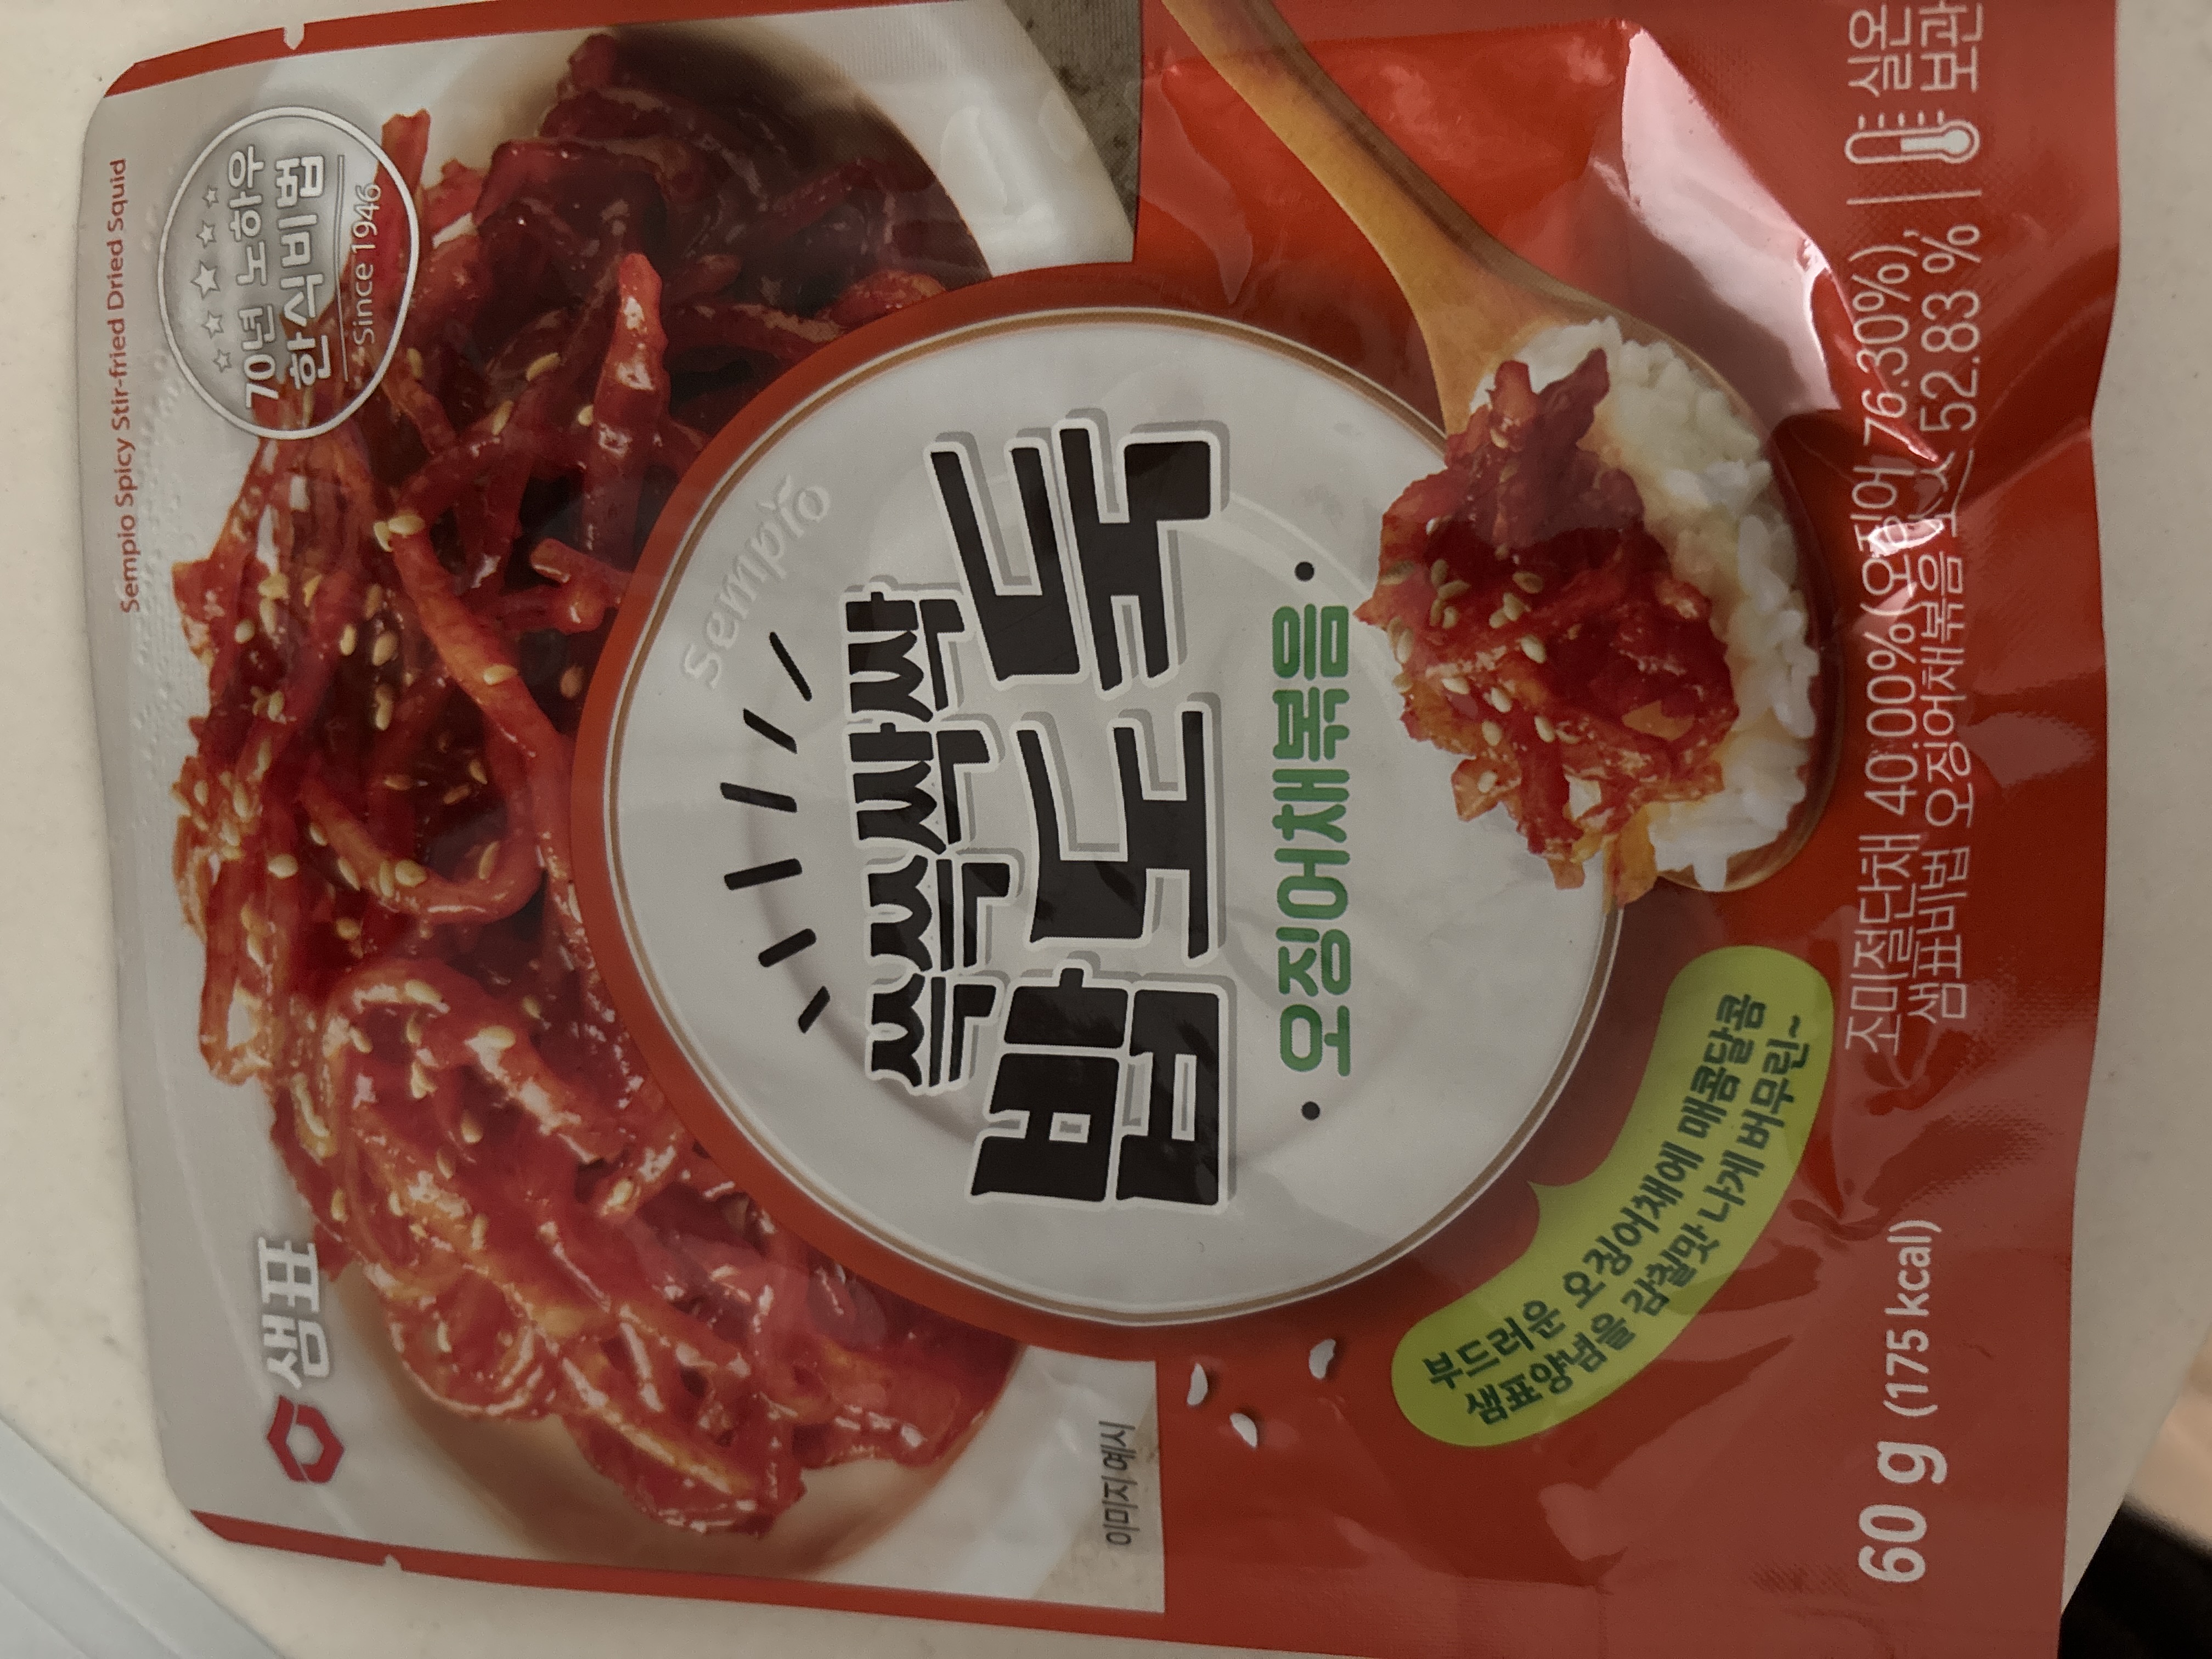 Sempio Spicy Stir-fried Dried Squid
샘표
70년 노하우
한식비법
Since 1946
sempio
쓱쓱싹싹
밥도둑
· 오징어채볶음 ·
이미지 예시
부드러운 오징어채에 매콤달콤
샘표양념을 감칠맛 나게 버무린~
60 g (175 kcal)
조미절단채 40.00%(오징어 76.30%),
샘표비법 오징어채볶음 52.83 %
실온
보관